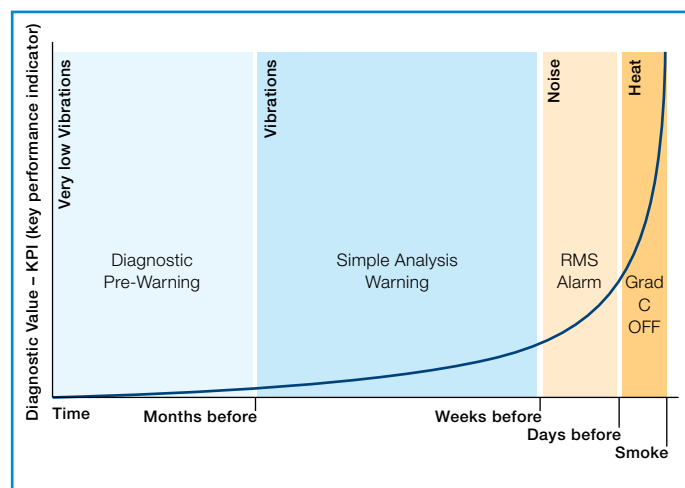 Diagnostic Value – KPI (key performance indicator)
Very low Vibrations
Vibrations
Noise
Heat
Diagnostic
Pre-Warning
Simple Analysis
Warning
RMS
Alarm
Grad
C
OFF
Time
Months before
Weeks before
Days before
Smoke